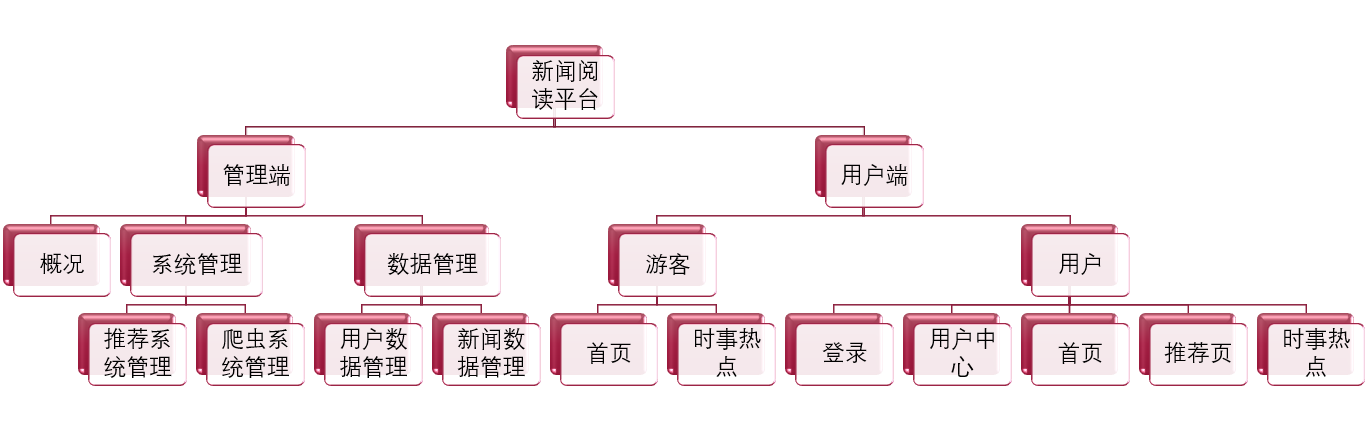 新闻阅
读平台
管理端
用户端
概况
系统管理
数据管理
游客
用户
推荐系
统管理
爬虫系
统管理
用户数
据管理
新闻数
据管理
首页
时事热
点
登录
用户中
心
首页
推荐页
时事热
点